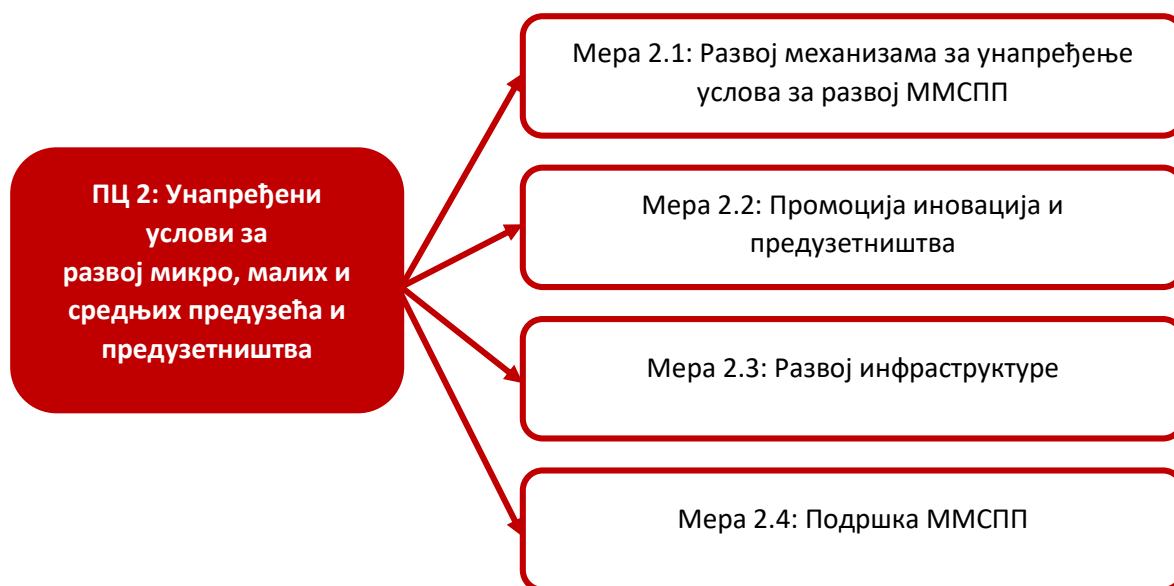 ПЦ 2: Унапређени
услови за
развој микро, малих и
средњих предузећа и
предузетништва
Мера 2.1: Развој механизама за унапређење
услова за развој ММСПП
Мера 2.2: Промоција иновација и
предузетништва
Мера 2.3: Развој инфраструктуре
Мера 2.4: Подршка ММСПП